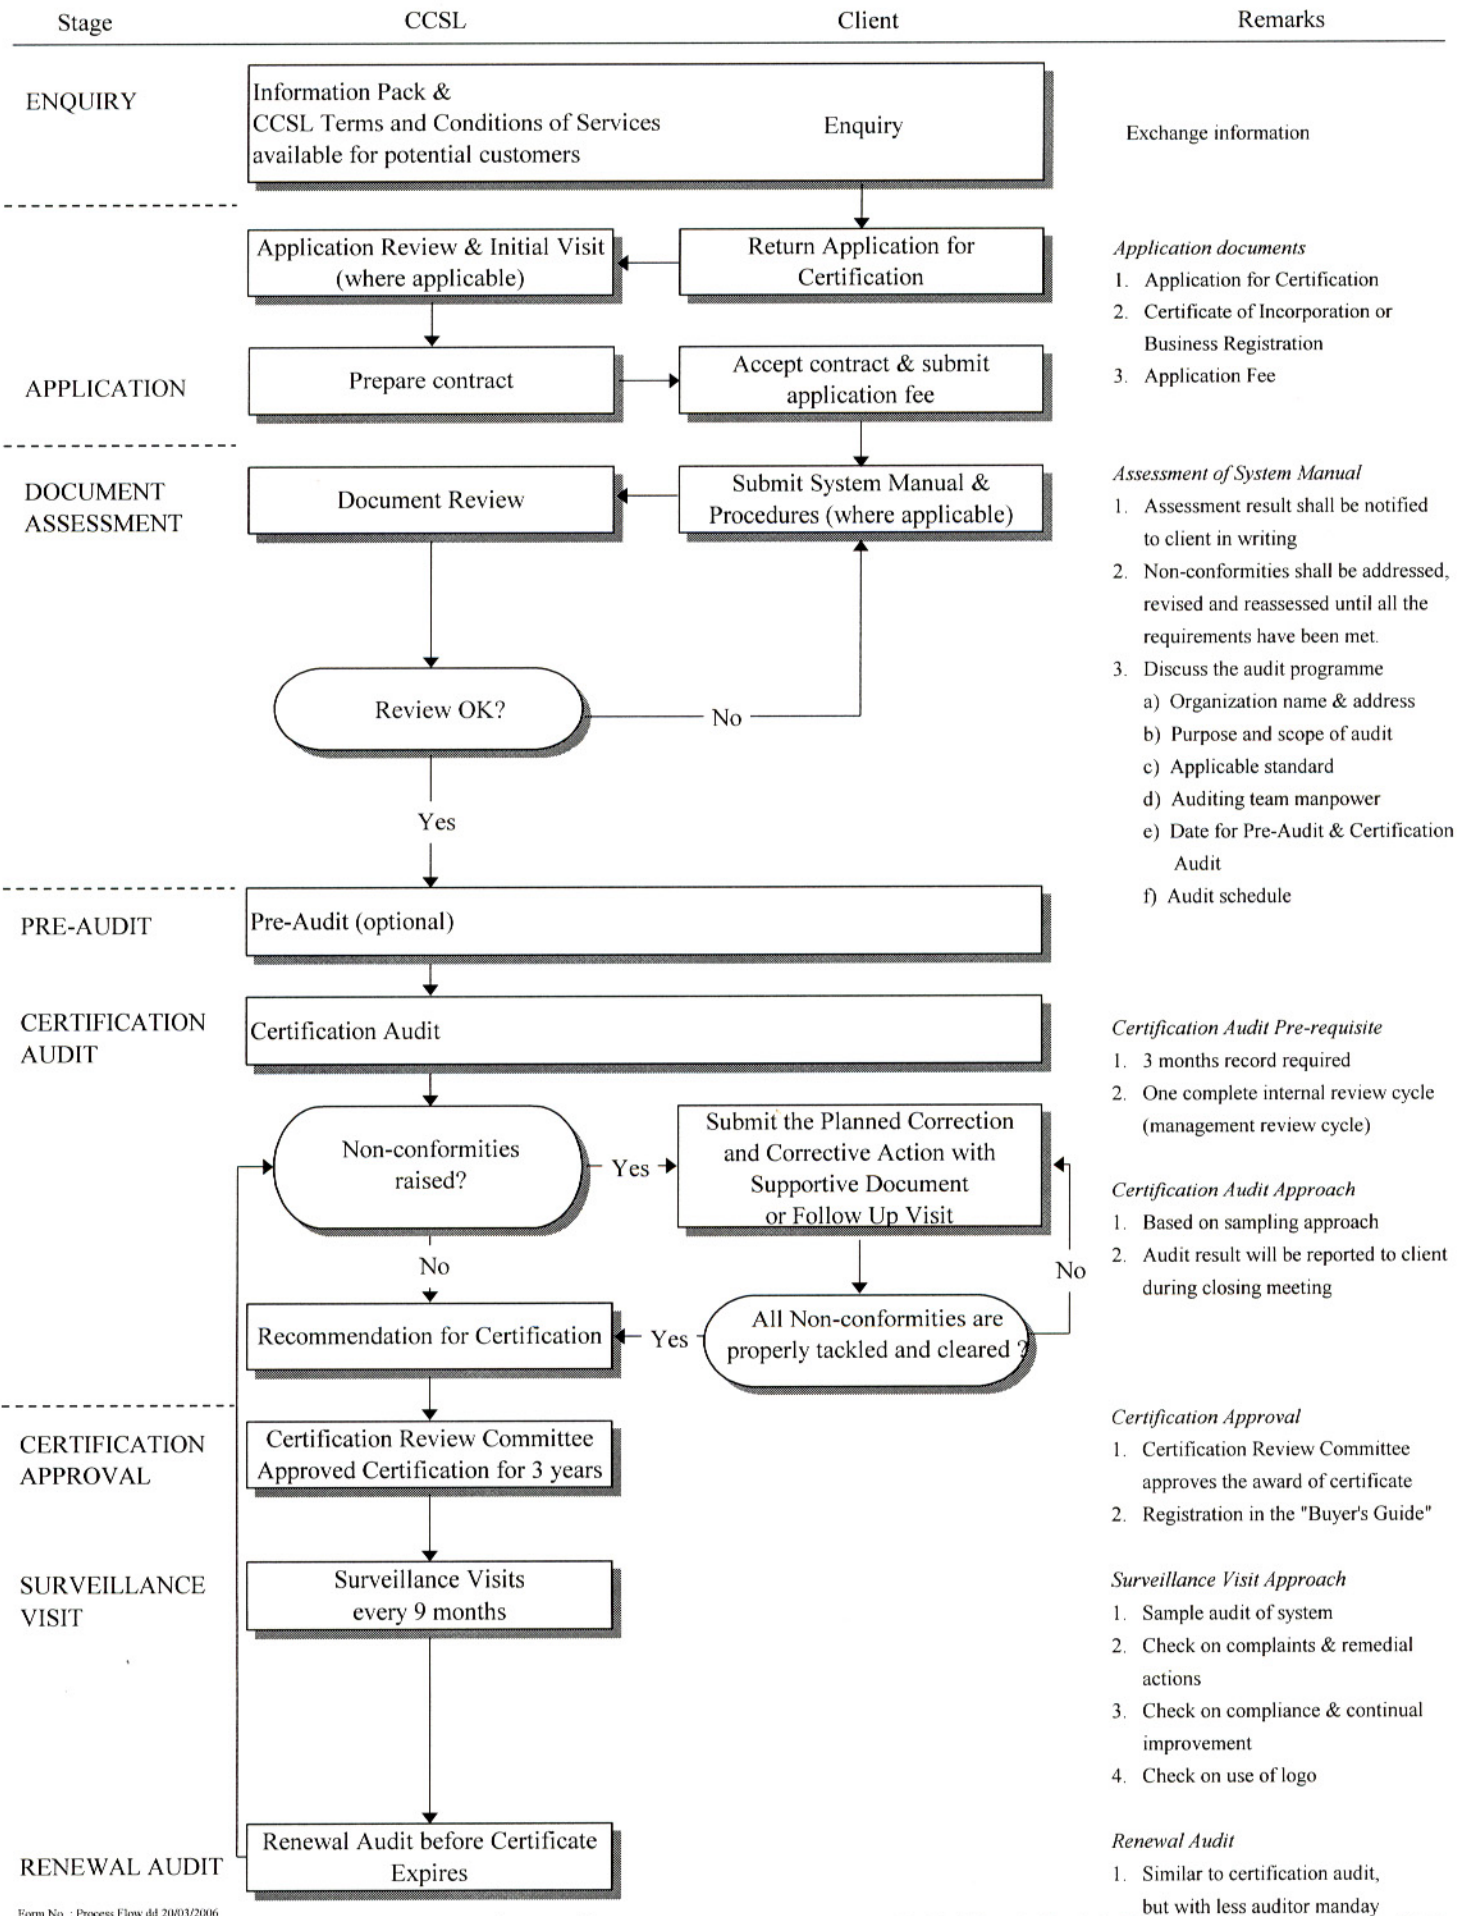 Stage
CCSL
Client
Remarks
ENQUIRY
Information Pack &
CCSL Terms and Conditions of Services
available for potential customers
Enquiry
Exchange information
Application Review & Initial Visit
(where applicable)
Return Application for
Certification
Application documents
1. Application for Certification
2. Certificate of Incorporation or
Business Registration
3. Application Fee
APPLICATION
Prepare contract
Accept contract & submit
application fee
DOCUMENT
ASSESSMENT
Document Review
Submit System Manual &
Procedures (where applicable)
Assessment of System Manual
1. Assessment result shall be notified
to client in writing
2. Non-conformities shall be addressed,
revised and reassessed until all the
requirements have been met.
3. Discuss the audit programme
a) Organization name & address
b) Purpose and scope of audit
c) Applicable standard
d) Auditing team manpower
e) Date for Pre-Audit & Certification
Audit
f) Audit schedule
Review OK?
No
Yes
PRE-AUDIT
Pre-Audit (optional)
CERTIFICATION
AUDIT
Certification Audit
Certification Audit Pre-requisite
1. 3 months record required
2. One complete internal review cycle
(management review cycle)
Non-conformities
raised?
Yes
Submit the Planned Correction
and Corrective Action with
Supportive Document
or Follow Up Visit
Certification Audit Approach
1. Based on sampling approach
2. Audit result will be reported to client
during closing meeting
No
No
Recommendation for Certification
Yes
All Non-conformities are
properly tackled and cleared ?
CERTIFICATION
APPROVAL
Certification Review Committee
Approved Certification for 3 years
Certification Approval
1. Certification Review Committee
approves the award of certificate
2. Registration in the "Buyer's Guide"
SURVEILLANCE
VISIT
Surveillance Visits
every 9 months
Surveillance Visit Approach
1. Sample audit of system
2. Check on complaints & remedial
actions
3. Check on compliance & continual
improvement
4. Check on use of logo
RENEWAL AUDIT
Renewal Audit before Certificate
Expires
Renewal Audit
1. Similar to certification audit,
but with less auditor manday
Form No. : Process Flow dd 20/03/2006